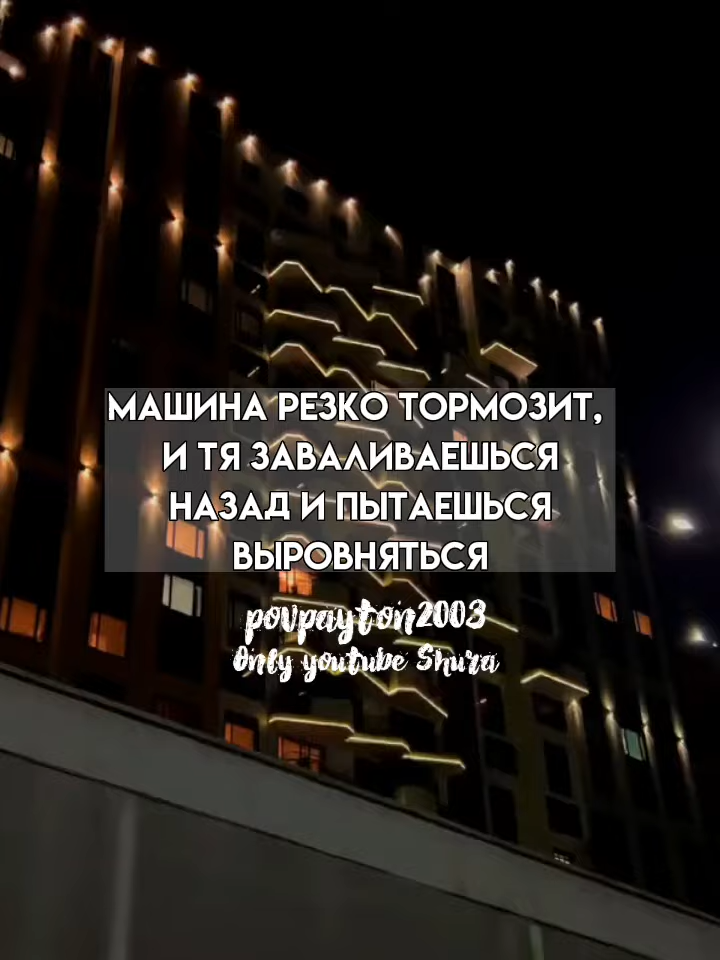 МАШИНА РЕЗКО ТОРМОЗИТ,
И ТЯ ЗАВАЛИВАЕШЬСЯ
НАЗАД И ПЫТАЕШЬСЯ
ВЫРОВНЯТЬСЯ
povpayton2003
Only youtube Shura